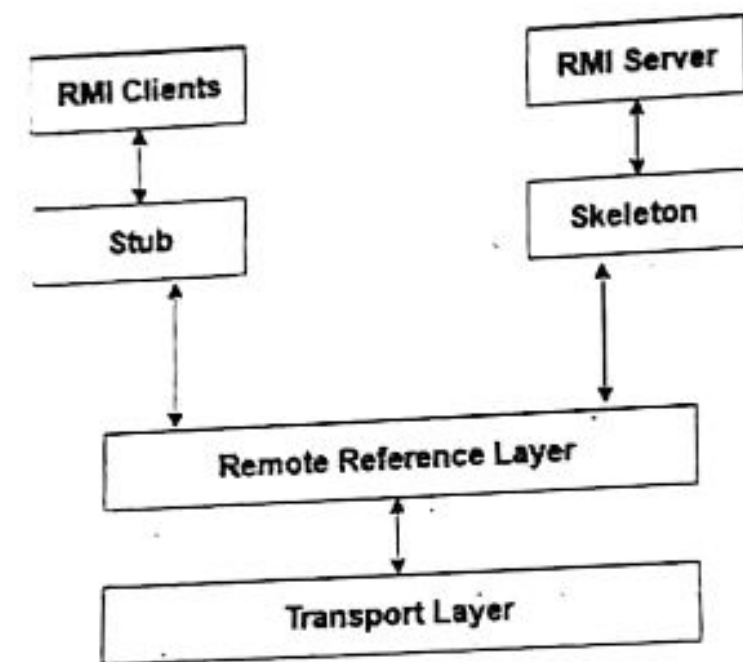 RMI Clients
RMI Server
Stub
Skeleton
Remote Reference Layer
Transport Layer